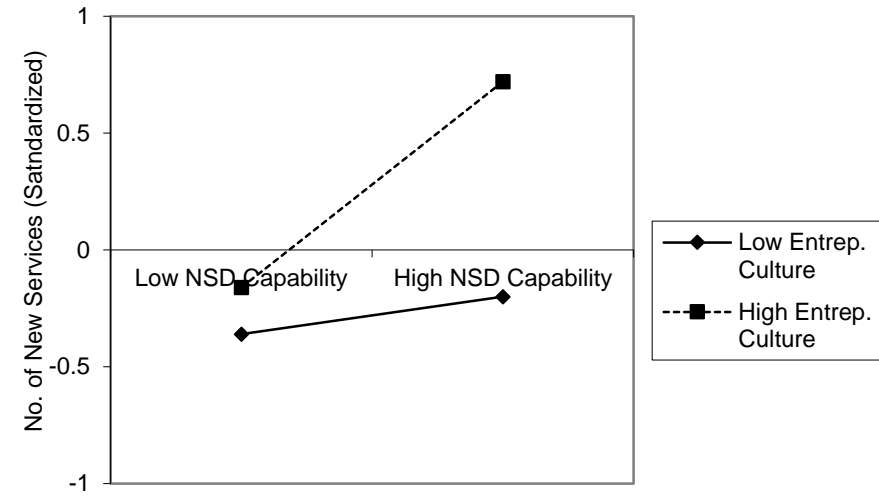 No. of New Services (Satndardized)
1
0.5
0
-0.5
-1
Low NSD Capability
High NSD Capability
Low Entrep.
Culture
High Entrep.
Culture